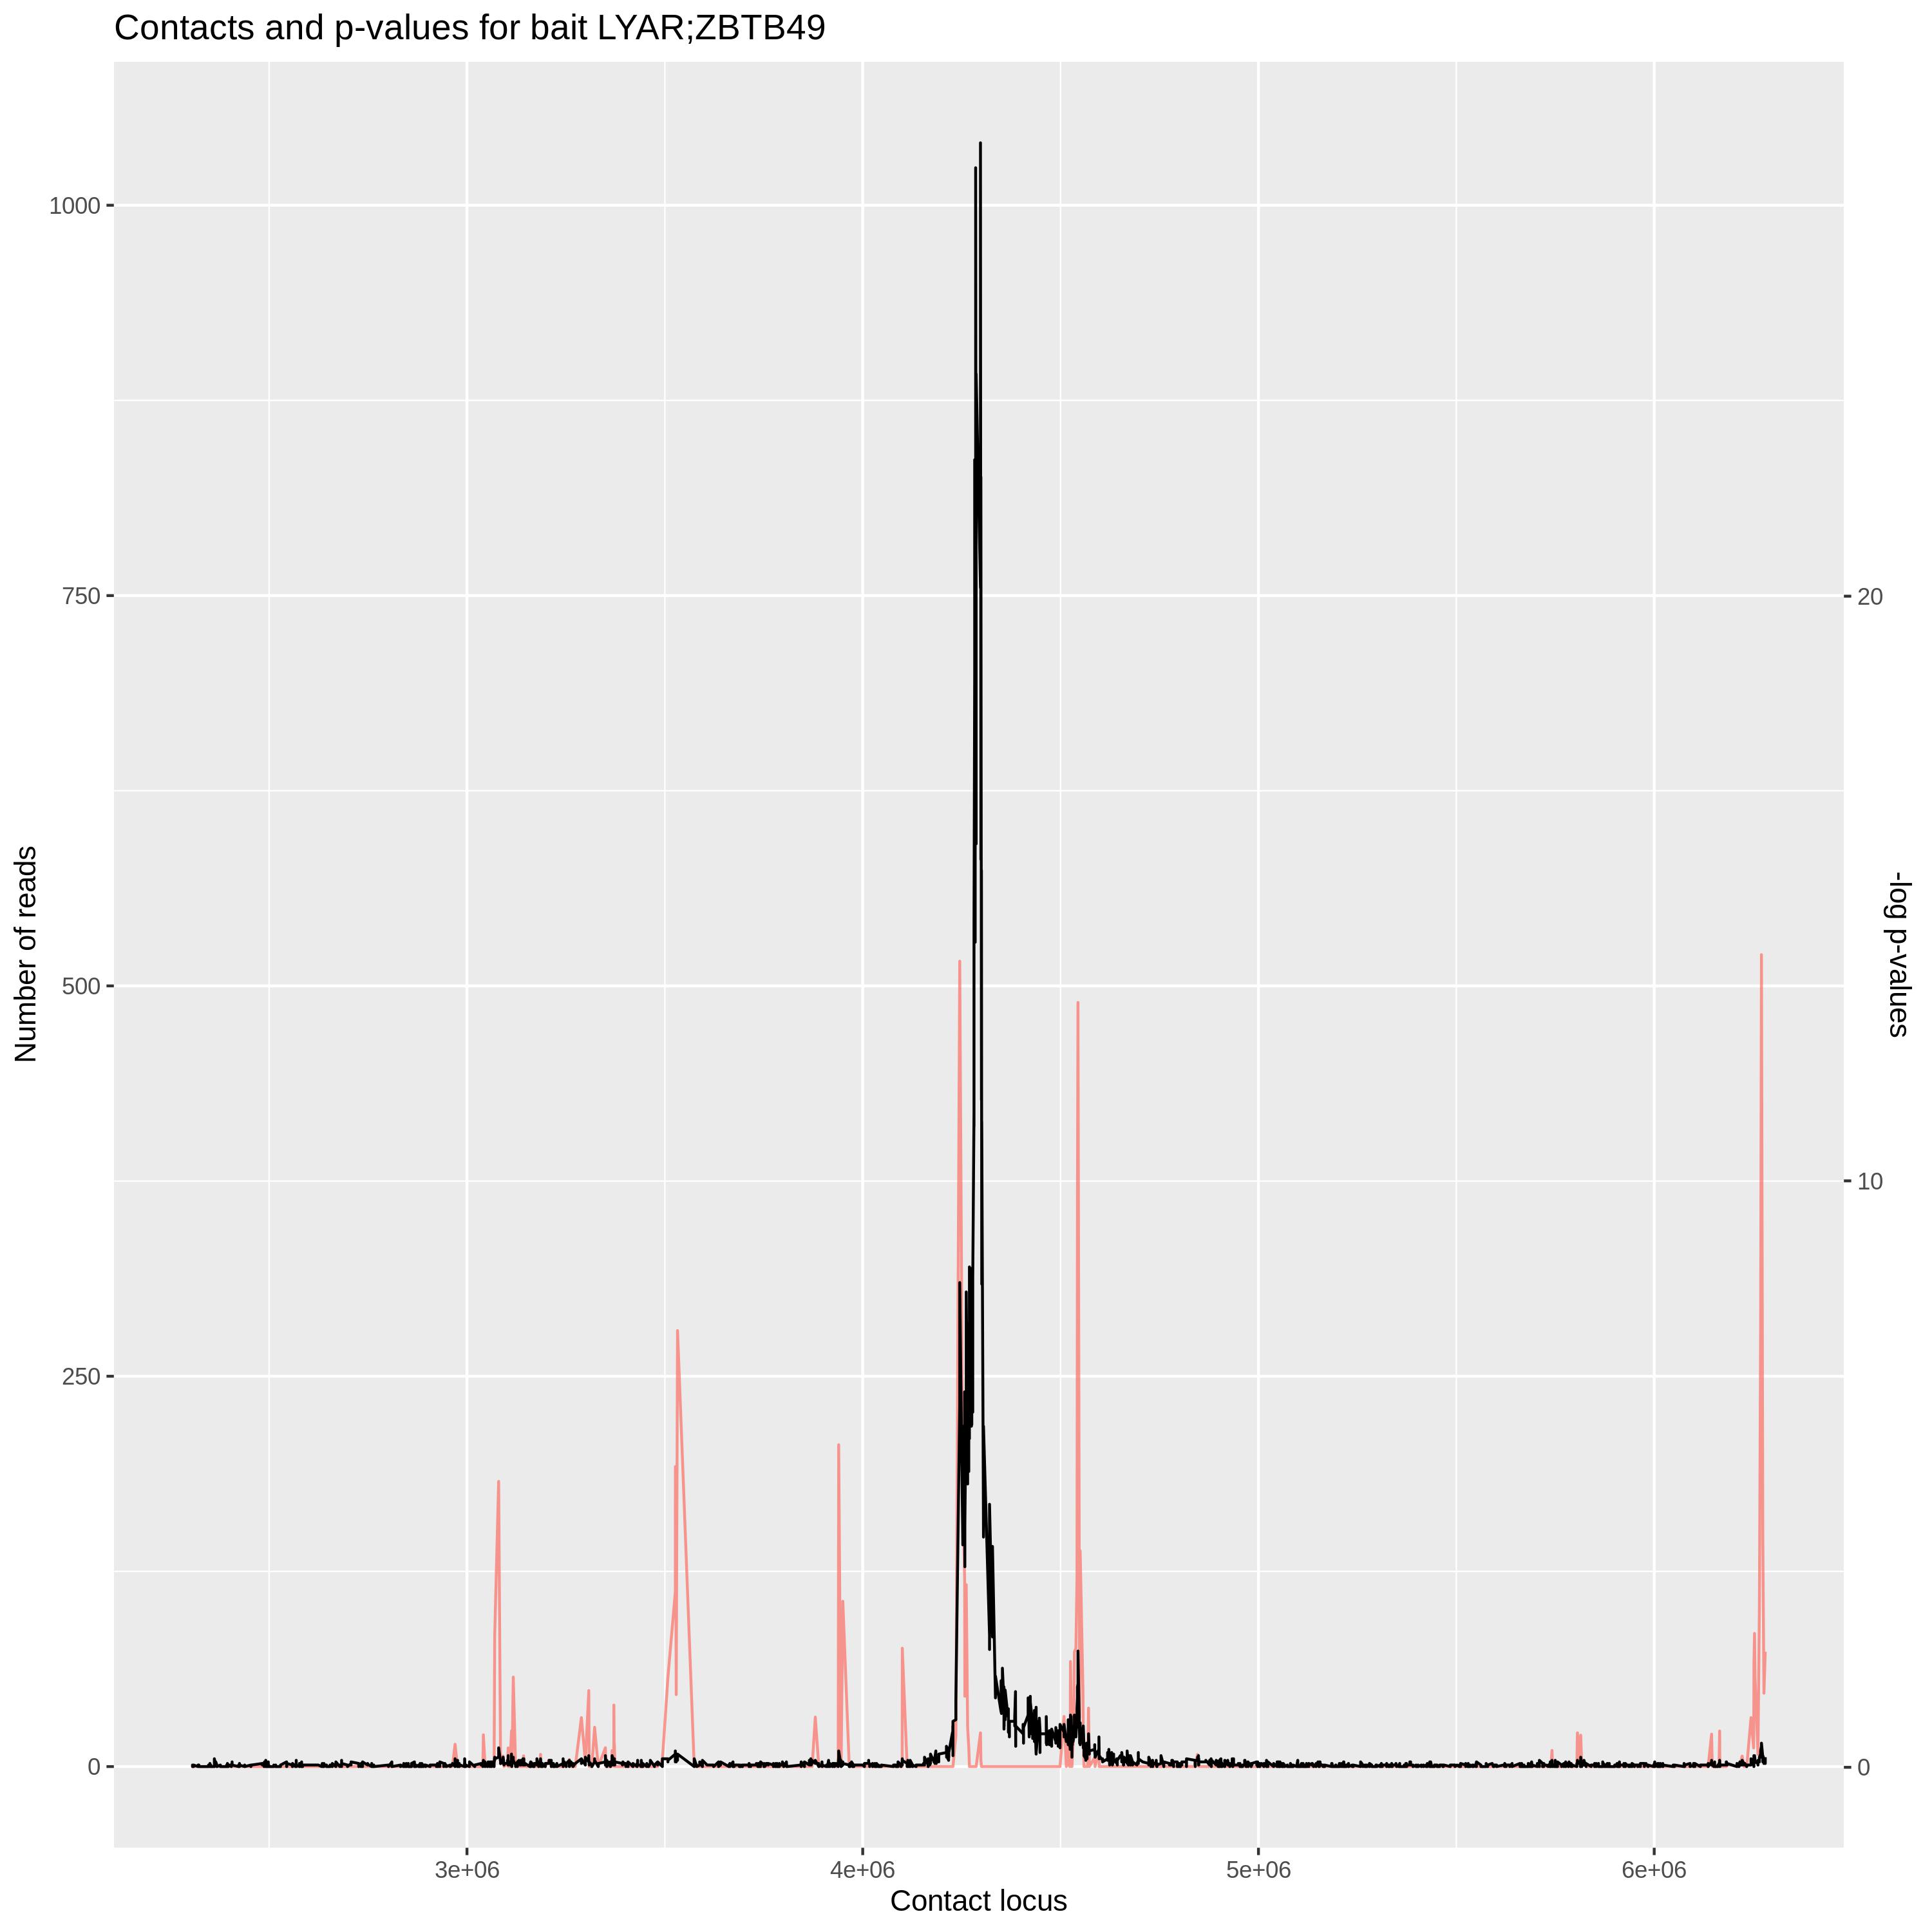 Contacts and p-values for bait LYAR;ZBTB49
1000
750
500
250
0
Number of reads
20
10
0
-log p-values
3e+06
4e+06
5e+06
6e+06
Contact locus